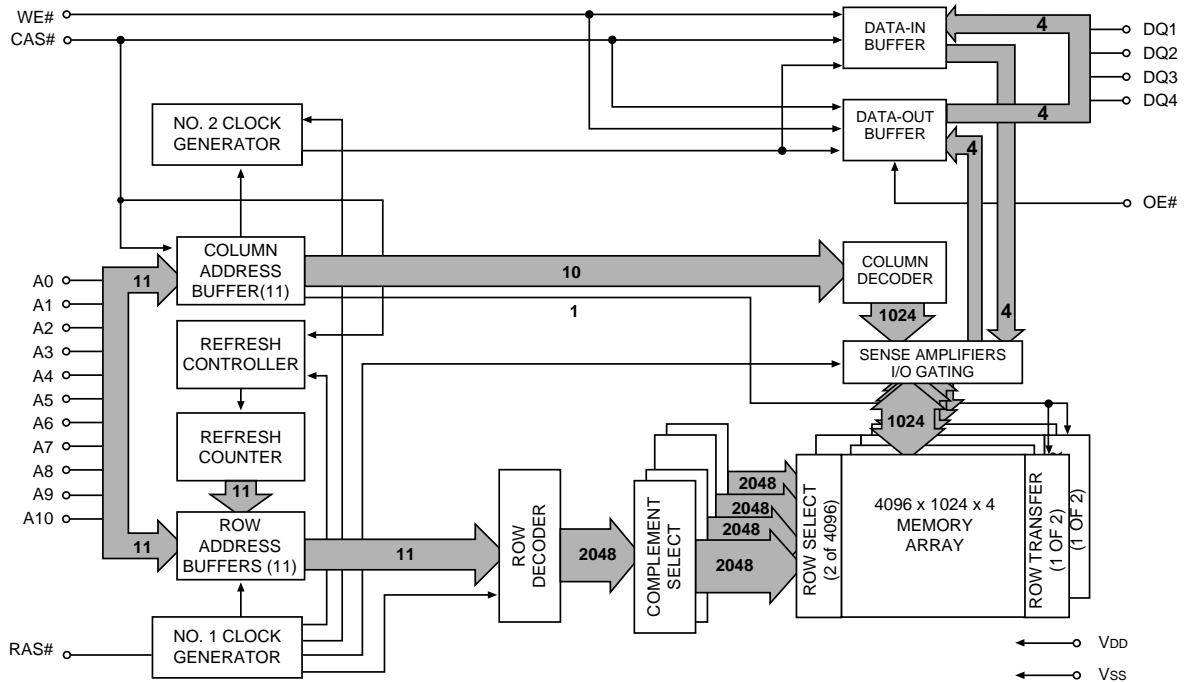 WE#
CAS#
DATA-IN
BUFFER
4
DQ1
DQ2
DQ3
DQ4
NO. 2 CLOCK
GENERATOR
DATA-OUT
BUFFER
4
4
OE#
COLUMN
ADDRESS
BUFFER(11)
11
10
COLUMN
DECODER
1
1024
4
A0
A1
A2
A3
A4
A5
A6
A7
A8
A9
A10
REFRESH
CONTROLLER
SENSE AMPLIFIERS
I/O GATING
REFRESH
COUNTER
1024
11
ROW
ADDRESS
BUFFERS (11)
11
11
ROW
DECODER
2048
COMPLEMENT
SELECT
2048
2048
2048
2048
ROW SELECT
(2 of 4096)
4096 x 1024 x 4
MEMORY
ARRAY
ROW TRANSFER
(1 OF 2)
(1 OF 2)
NO. 1 CLOCK
GENERATOR
RAS#
VDD
VSS